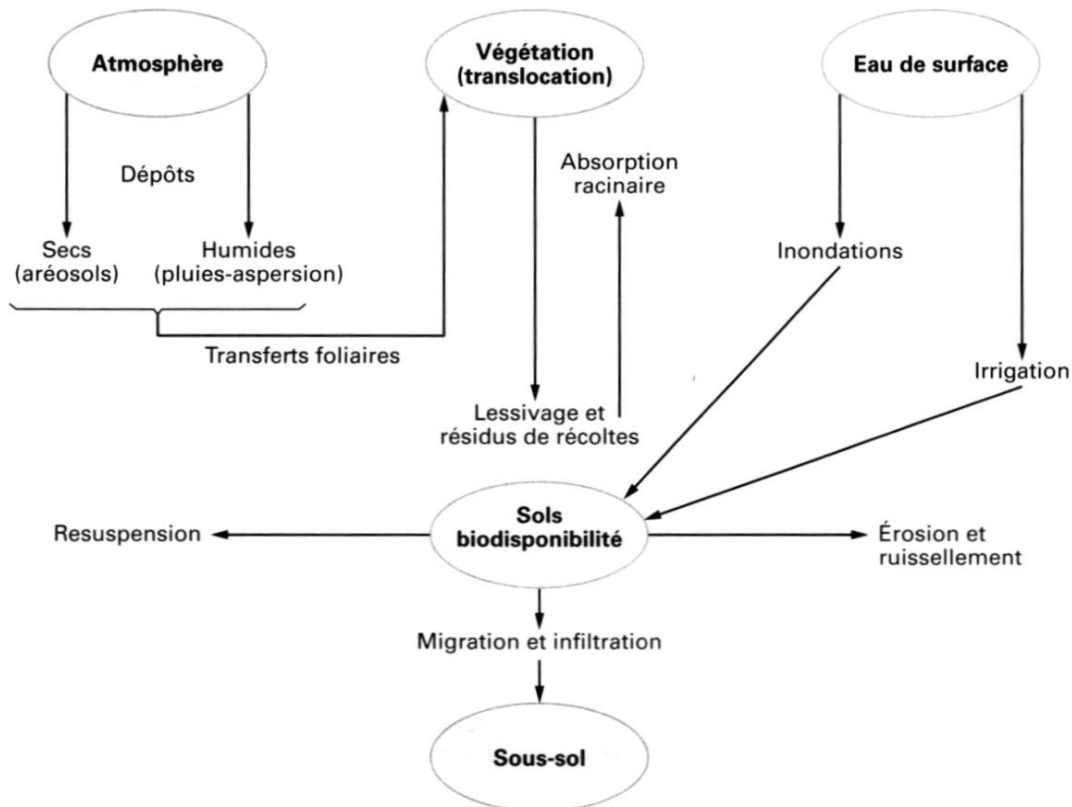 Atmosphère
Végétation
(translocation)
Eau de surface
Dépôts
Absorption
racinaire
Secs
(aréosols)
Humides
(pluies-aspersion)
Inondations
Transferts foliaires
Irrigation
Lessivage et
résidus de récoltes
Sols
biodisponibilité
Resuspension
Érosion et
ruissellement
Migration et infiltration
Sous-sol